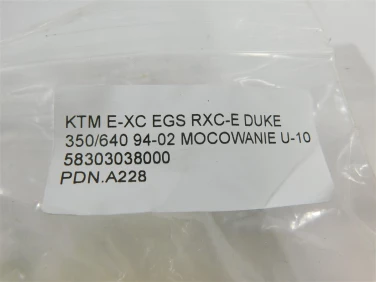 KTM E-XC EGS RXC-E DUKE
350/640 94-02 MOCOWANIE U-10
58303038000
PDN.A228